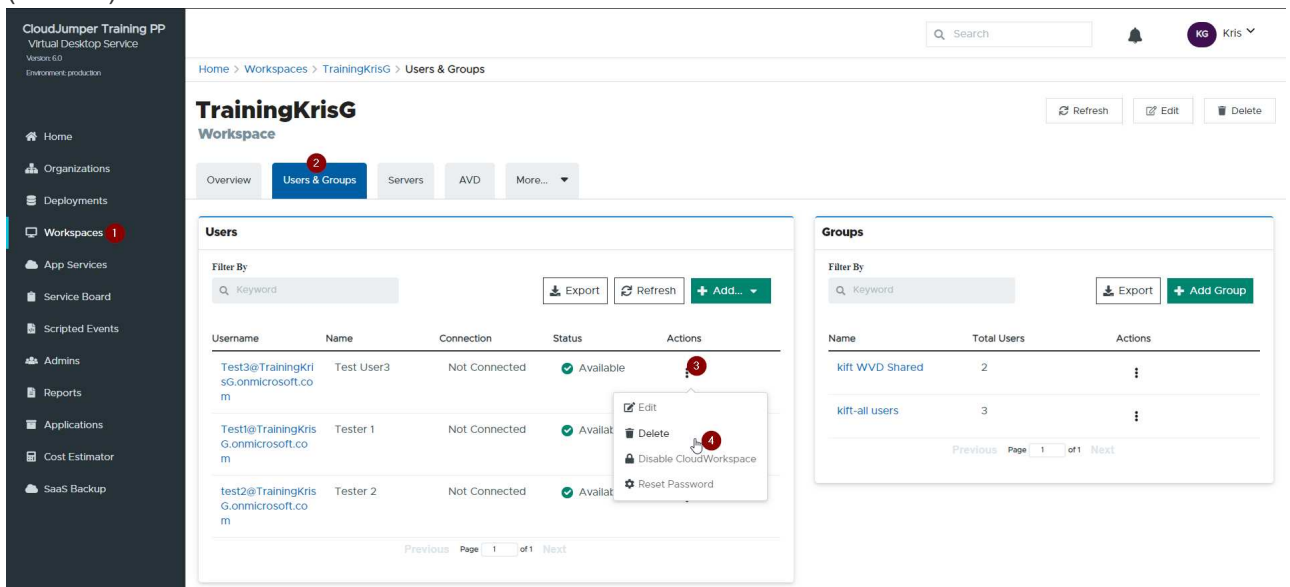 CloudJumper Training PP
Virtual Desktop Service
Version: 6.0
Environment: production
Search
KG
Kris
Home > Workspaces > TrainingKrisG > Users & Groups
TrainingKrisG
Workspace
Refresh
Edit
Delete
Home
Organizations
Deployments
Workspaces
1
App Services
Service Board
Scripted Events
Admins
Reports
Applications
Cost Estimator
SaaS Backup
2
Overview
Users & Groups
Servers
AVD
More...
Users
Filter By
Keyword
Export
Refresh
+ Add...
Username Name Connection Status Actions
Test3@TrainingKri
sG.onmicrosoft.co
m
Test User3
Not Connected
Available
3
Test1@TrainingKris
G.onmicrosoft.co
m
Tester 1
Not Connected
Availab
test2@TrainingKris
G.onmicrosoft.co
m
Tester 2
Not Connected
Availab
Edit
Delete
4
Disable CloudWorkspace
Reset Password
Previous Page 1 of 1 Next
Groups
Filter By
Keyword
Export
+ Add Group
Name Total Users Actions
kift WVD Shared 2
kift-all users 3
Previous Page 1 of 1 Next